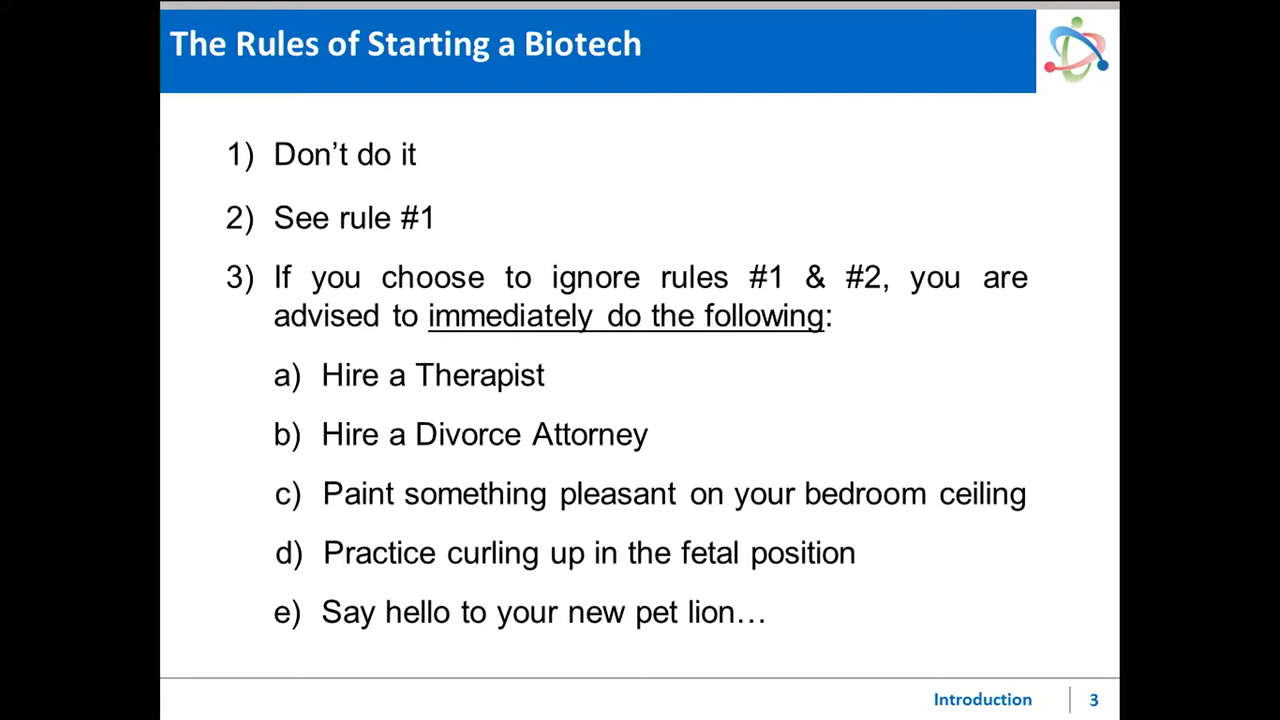 The Rules of Starting a Biotech
1) Don’t do it
2) See rule #1
3) If you choose to ignore rules #1 & #2, you are
advised to immediately do the following:
a) Hire a Therapist
b) Hire a Divorce Attorney
c) Paint something pleasant on your bedroom ceiling
d) Practice curling up in the fetal position
e) Say hello to your new pet lion…
Introduction 3